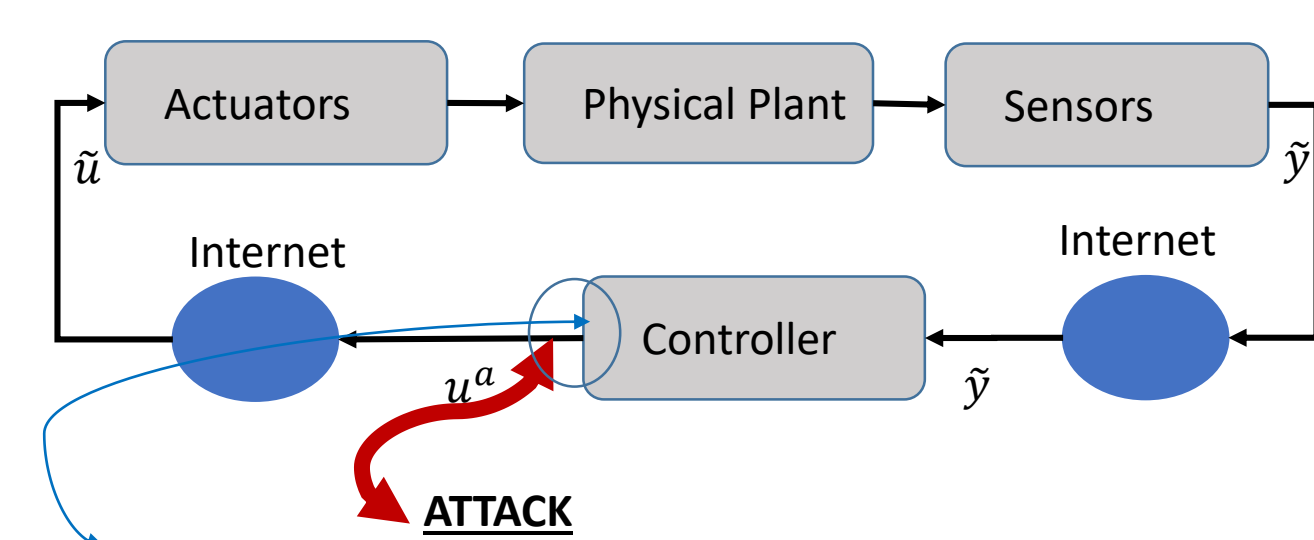 Actuators
Physical Plant
Sensors
ũ
ỹ
Internet
Internet
Controller
uᵃ
ỹ
ATTACK